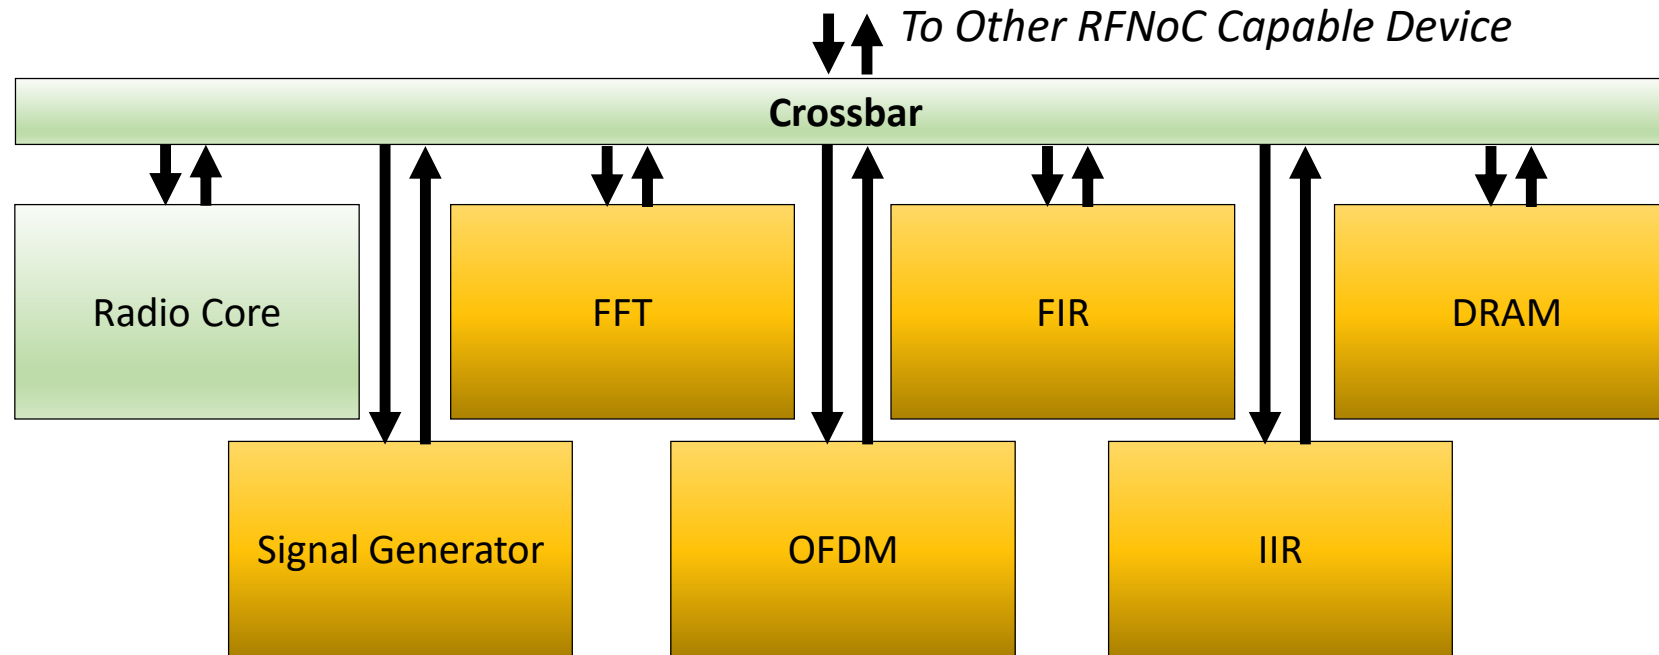 To Other RFNoC Capable Device
Crossbar
Radio Core
FFT
FIR
DRAM
Signal Generator
OFDM
IIR